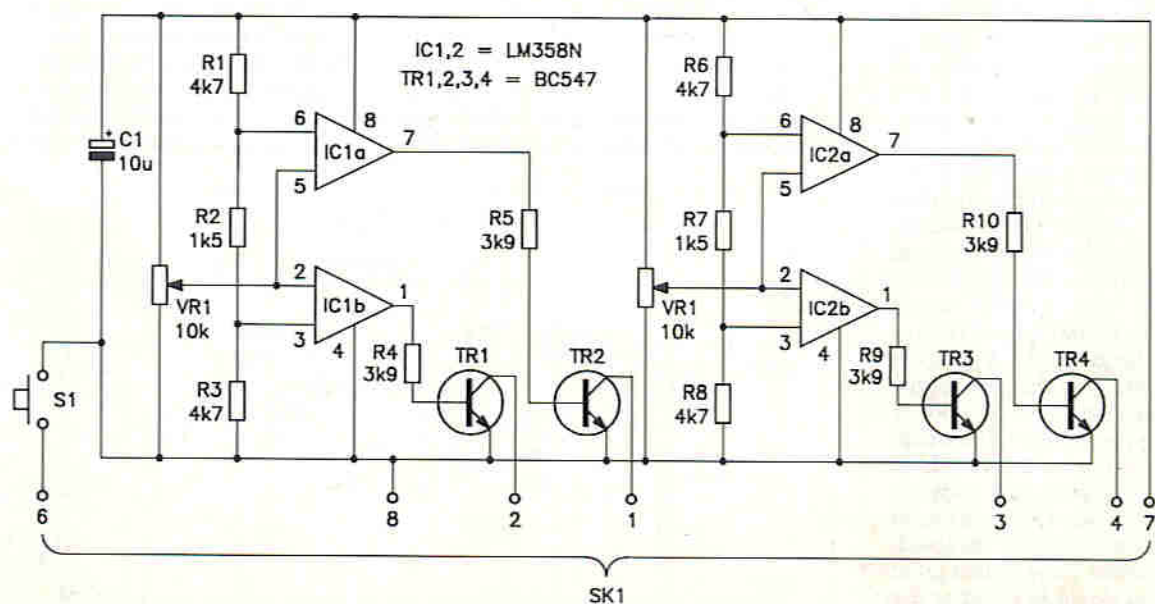 IC1,2 = LM358N
TR1,2,3,4 = BC547
R1
4k7
R6
4k7
C1
+
10u
6
8
7
IC1a
5
6
8
7
IC2a
5
R2
1k5
R5
3k9
R7
1k5
R10
3k9
VR1
10k
2
IC1b
1
3
4
VR1
10k
2
IC2b
1
3
4
R4
3k9
TR1
TR2
R9
3k9
TR3
TR4
S1
R3
4k7
R8
4k7
6
8
2
1
3
4
7
SK1